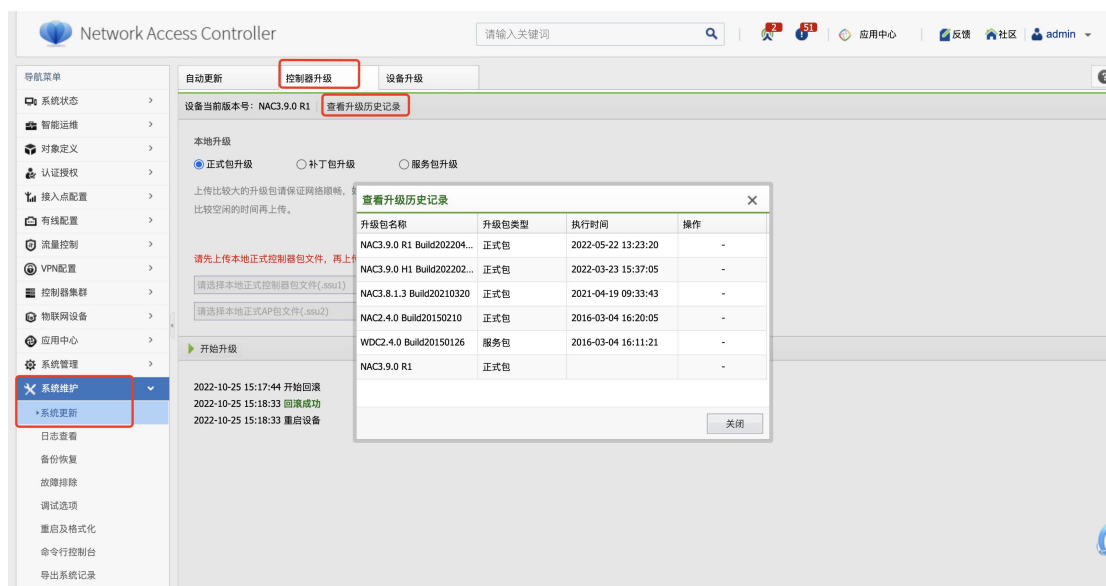 Network Access Controller
请输入关键词
2
51
应用中心
反馈
社区
admin
导航菜单
系统状态
智能运维
对象定义
认证授权
接入点配置
有线配置
流量控制
VPN配置
控制器集群
物联网设备
应用中心
系统管理
系统维护
系统更新
日志查看
备份恢复
故障排除
调试选项
重启及格式化
命令行控制台
导出系统记录
自动更新
控制器升级
设备升级
设备当前版本号: NAC3.9.0 R1
查看升级历史记录
本地升级
正式包升级
补丁包升级
服务包升级
上传比较大的升级包请保证网络顺畅,
比较空闲的时间再上传。
请先上传本地正式控制器包文件, 再上
请选择本地正式控制器包文件(.ssu1)
请选择本地正式AP包文件(.ssu2)
开始升级
2022-10-25 15:17:44 开始回滚
2022-10-25 15:18:33 回滚成功
2022-10-25 15:18:33 重启设备
查看升级历史记录
升级包名称 升级包类型 执行时间 操作
NAC3.9.0 R1 Build202204... 正式包 2022-05-22 13:23:20 -
NAC3.9.0 H1 Build202202... 正式包 2022-03-23 15:37:05 -
NAC3.8.1.3 Build20210320 正式包 2021-04-19 09:33:43 -
NAC2.4.0 Build20150210 正式包 2016-03-04 16:20:05 -
WDC2.4.0 Build20150126 服务包 2016-03-04 16:11:21 -
NAC3.9.0 R1 正式包 -
关闭